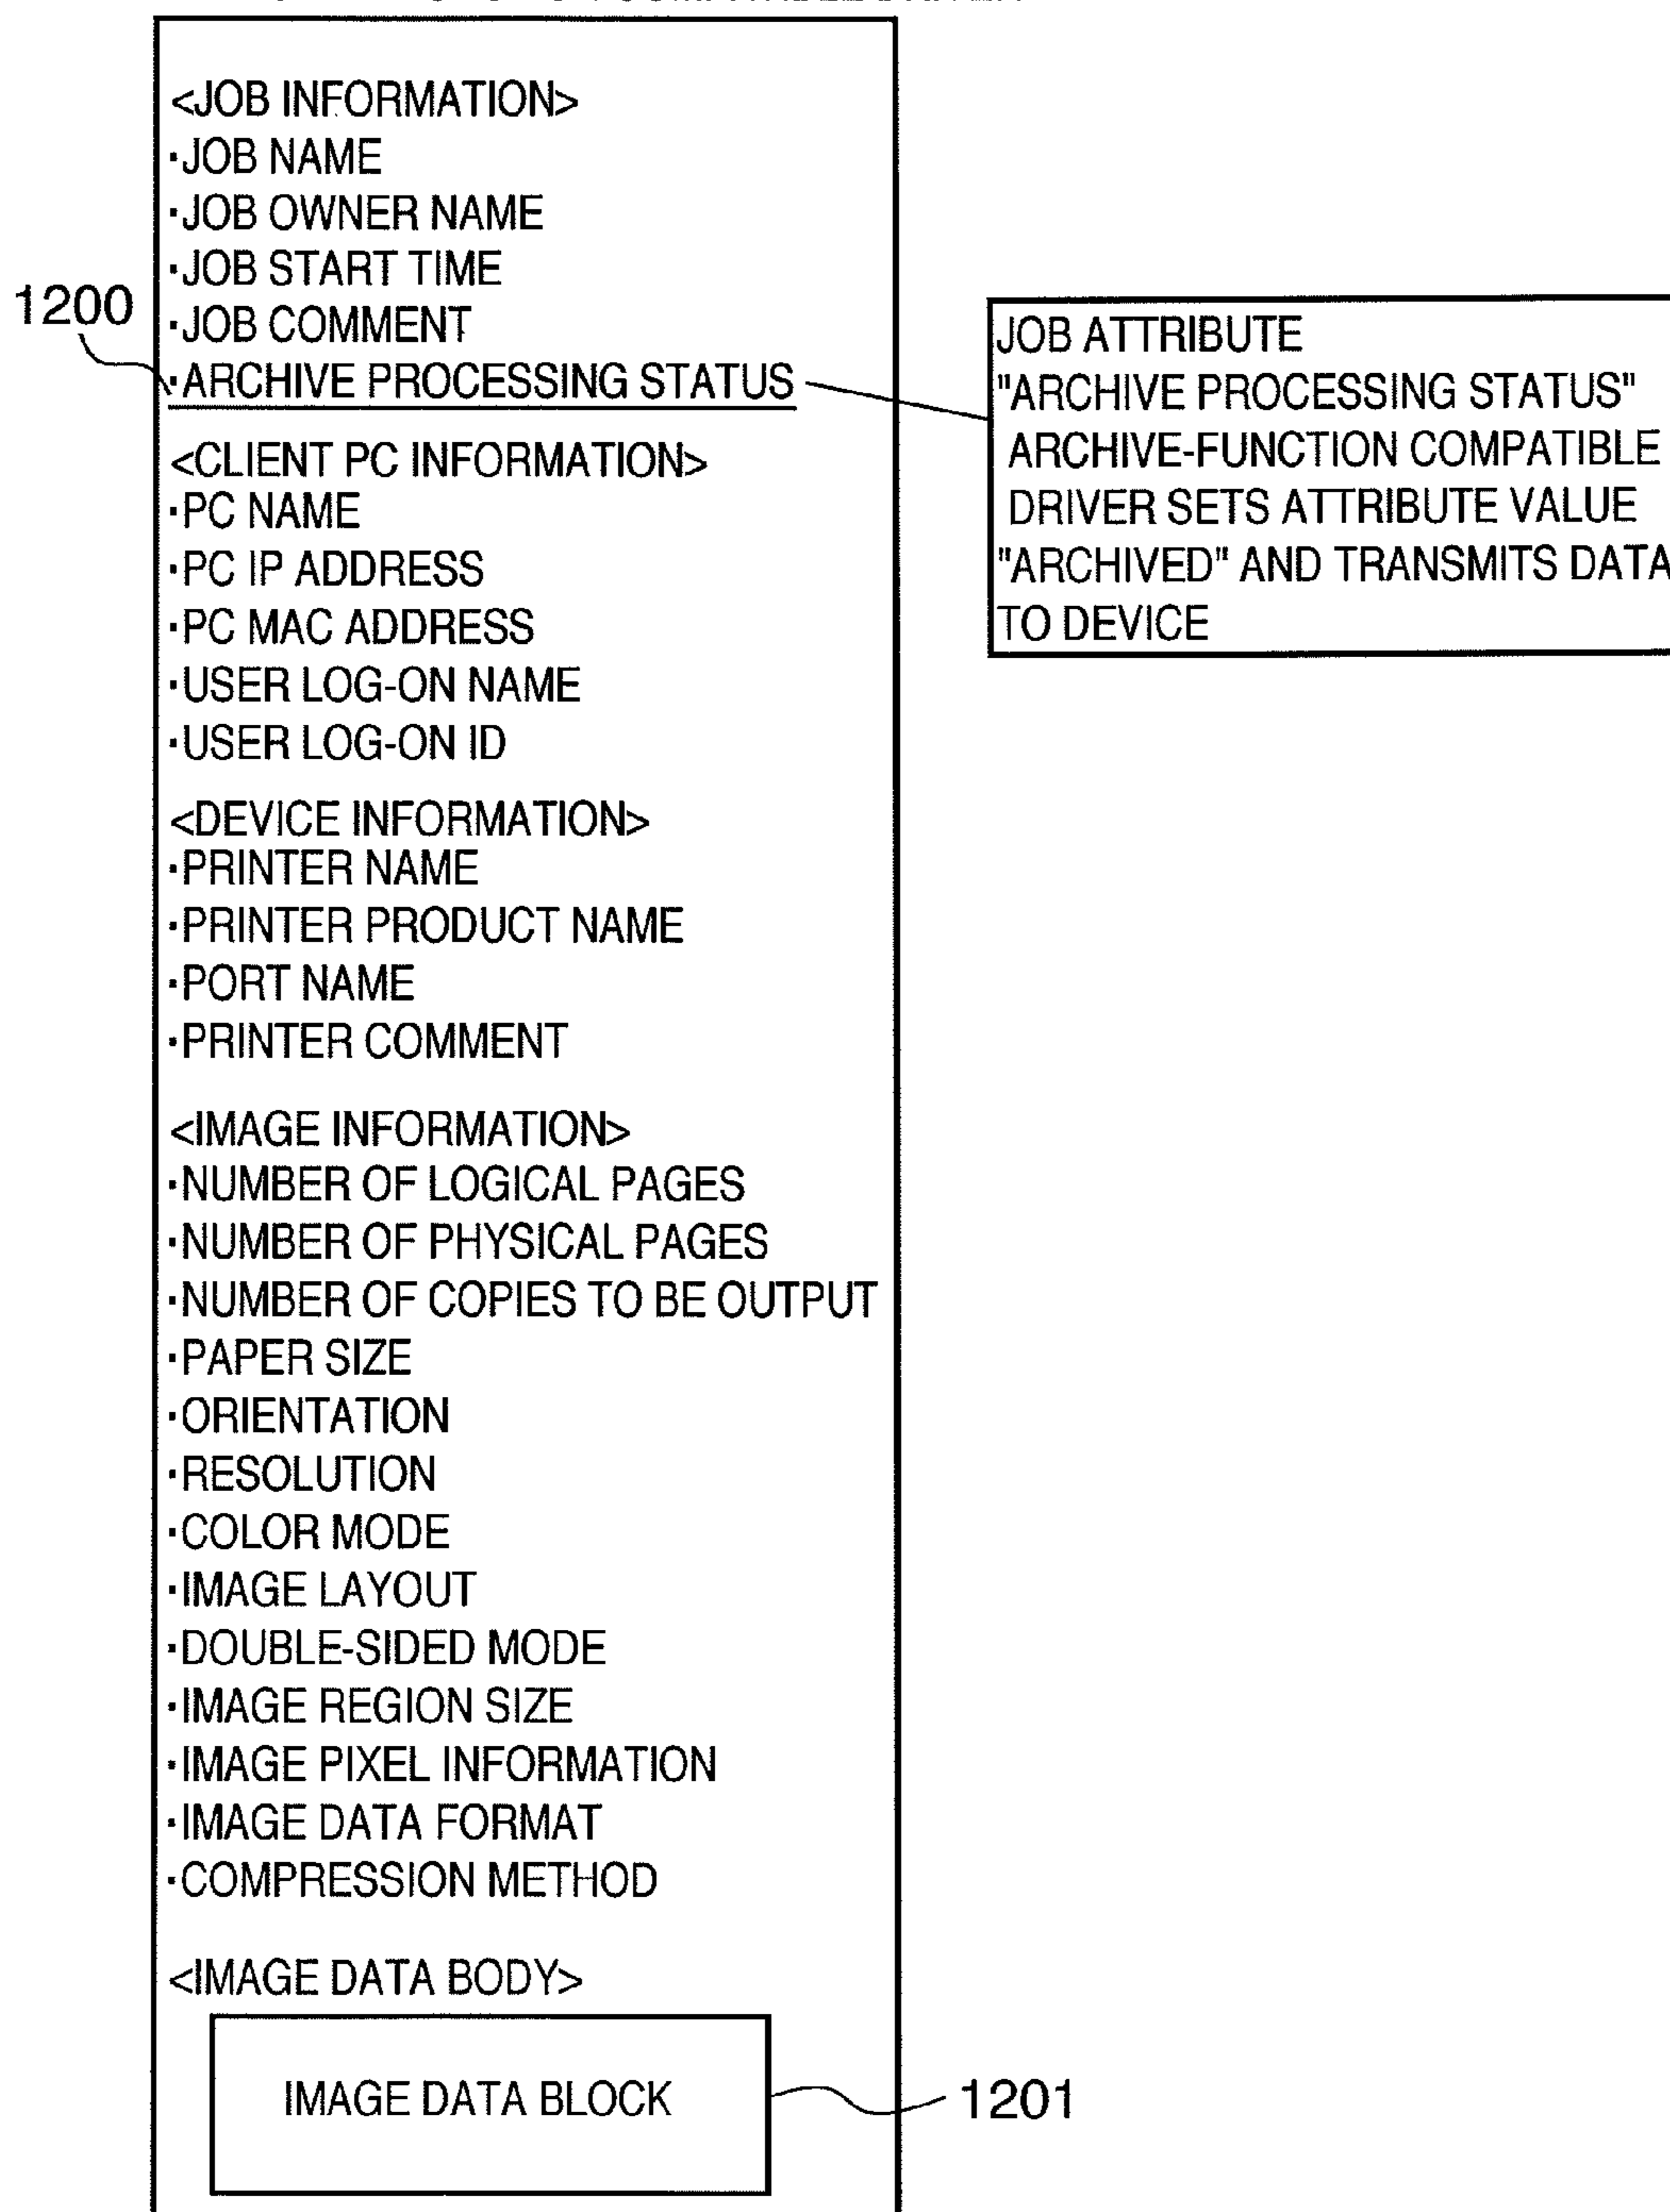 <JOB INFORMATION>
·JOB NAME
·JOB OWNER NAME
·JOB START TIME
1200
·JOB COMMENT
·ARCHIVE PROCESSING STATUS
JOB ATTRIBUTE
"ARCHIVE PROCESSING STATUS"
ARCHIVE-FUNCTION COMPATIBLE
DRIVER SETS ATTRIBUTE VALUE
"ARCHIVED" AND TRANSMITS DATA
TO DEVICE
<CLIENT PC INFORMATION>
·PC NAME
·PC IP ADDRESS
·PC MAC ADDRESS
·USER LOG-ON NAME
·USER LOG-ON ID
<DEVICE INFORMATION>
·PRINTER NAME
·PRINTER PRODUCT NAME
·PORT NAME
·PRINTER COMMENT
<IMAGE INFORMATION>
·NUMBER OF LOGICAL PAGES
·NUMBER OF PHYSICAL PAGES
·NUMBER OF COPIES TO BE OUTPUT
·PAPER SIZE
·ORIENTATION
·RESOLUTION
·COLOR MODE
·IMAGE LAYOUT
·DOUBLE-SIDED MODE
·IMAGE REGION SIZE
·IMAGE PIXEL INFORMATION
·IMAGE DATA FORMAT
·COMPRESSION METHOD
<IMAGE DATA BODY>
IMAGE DATA BLOCK
1201